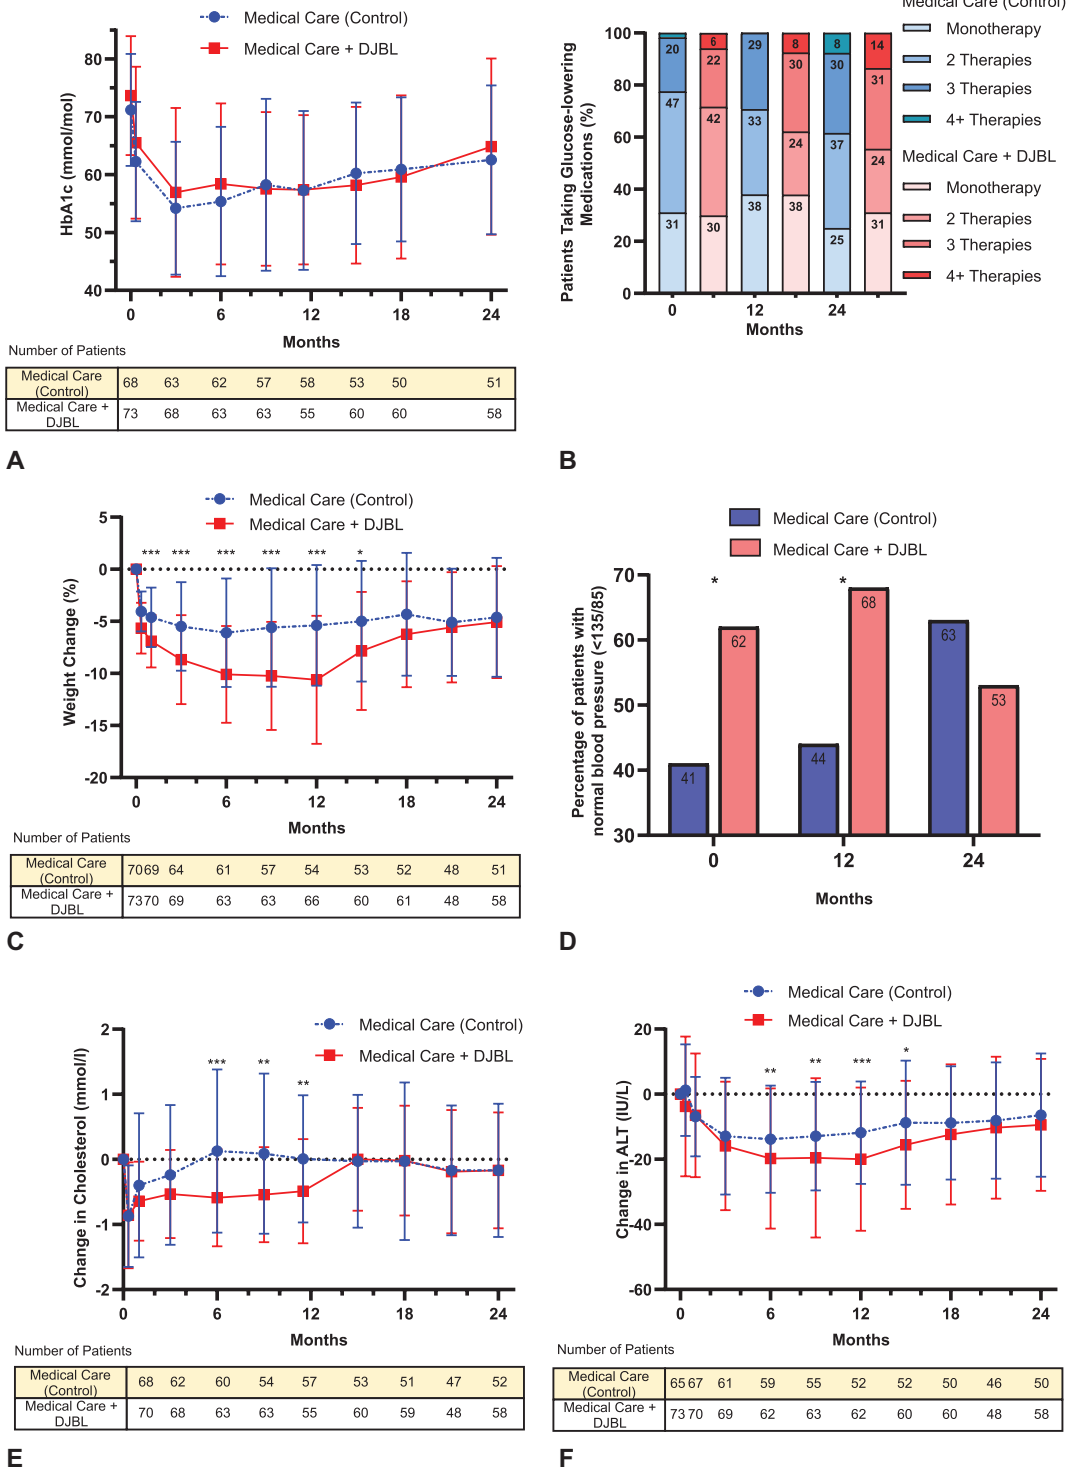 Medical Care (Control)
Medical Care + DJBL
HbA1c (mmol/mol)
80
70
60
50
40
0
6
12
18
24
Months
Number of Patients
Medical Care (Control)
68 63 62 57 58 53 50 51
Medical Care + DJBL
73 68 63 63 55 60 60 58
A
Medical Care (Control)
Monotherapy
2 Therapies
3 Therapies
4+ Therapies
Medical Care + DJBL
Monotherapy
2 Therapies
3 Therapies
4+ Therapies
Patients Taking Glucose-lowering
Medications (%)
100
80
60
40
20
0
20 47 31
6 22 42 30
29 33 38
8 30 24 38
8 30 37 25
14 31 24 31
0 12 24
Months
B
Medical Care (Control)
Medical Care + DJBL
Weight Change (%)
5
0
-5
-10
-15
-20
*** *** *** *** *** *
0 6 12 18 24
Months
Number of Patients
Medical Care (Control)
70 69 64 61 57 54 53 52 48 51
Medical Care + DJBL
73 70 69 63 63 66 60 61 48 58
C
Medical Care (Control)
Medical Care + DJBL
Percentage of patients with
normal blood pressure (<135/85)
70
60
50
40
30
* *
41 62 44 68 63 53
0 12 24
Months
D
Medical Care (Control)
Medical Care + DJBL
Change in Cholesterol (mmol/l)
2
1
0
-1
-2
*** ** **
0 6 12 18 24
Months
Number of Patients
Medical Care (Control)
68 62 60 54 57 53 51 47 52
Medical Care + DJBL
70 68 63 63 55 60 59 48 58
E
Medical Care (Control)
Medical Care + DJBL
Change in ALT (IU/L)
20
0
-20
-40
-60
** ** *** *
0 6 12 18 24
Months
Number of Patients
Medical Care (Control)
65 67 61 59 55 52 52 50 46 50
Medical Care + DJBL
73 70 69 62 63 62 60 60 48 58
F